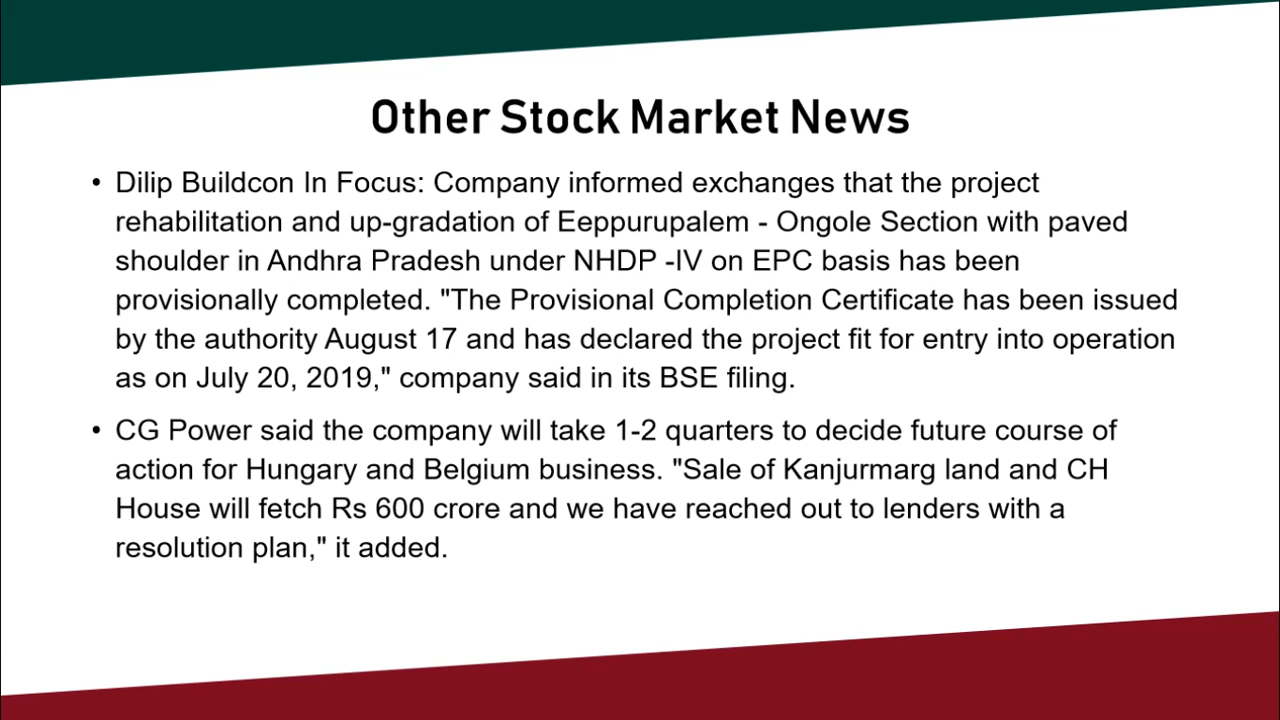 Other Stock Market News
• Dilip Buildcon In Focus: Company informed exchanges that the project
rehabilitation and up-gradation of Eeppurupalem - Ongole Section with paved
shoulder in Andhra Pradesh under NHDP -IV on EPC basis has been
provisionally completed. "The Provisional Completion Certificate has been issued
by the authority August 17 and has declared the project fit for entry into operation
as on July 20, 2019," company said in its BSE filing.
• CG Power said the company will take 1-2 quarters to decide future course of
action for Hungary and Belgium business. "Sale of Kanjurmarg land and CH
House will fetch Rs 600 crore and we have reached out to lenders with a
resolution plan," it added.